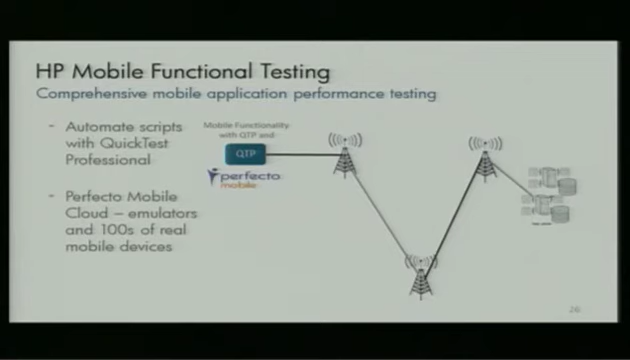 HP Mobile Functional Testing
Comprehensive mobile application performance testing
- Automate scripts
with QuickTest
Professional
- Perfecto Mobile
Cloud – emulators
and 100s of real
mobile devices
Mobile Functionality
with QTP and
QTP
perfecto
mobile
26